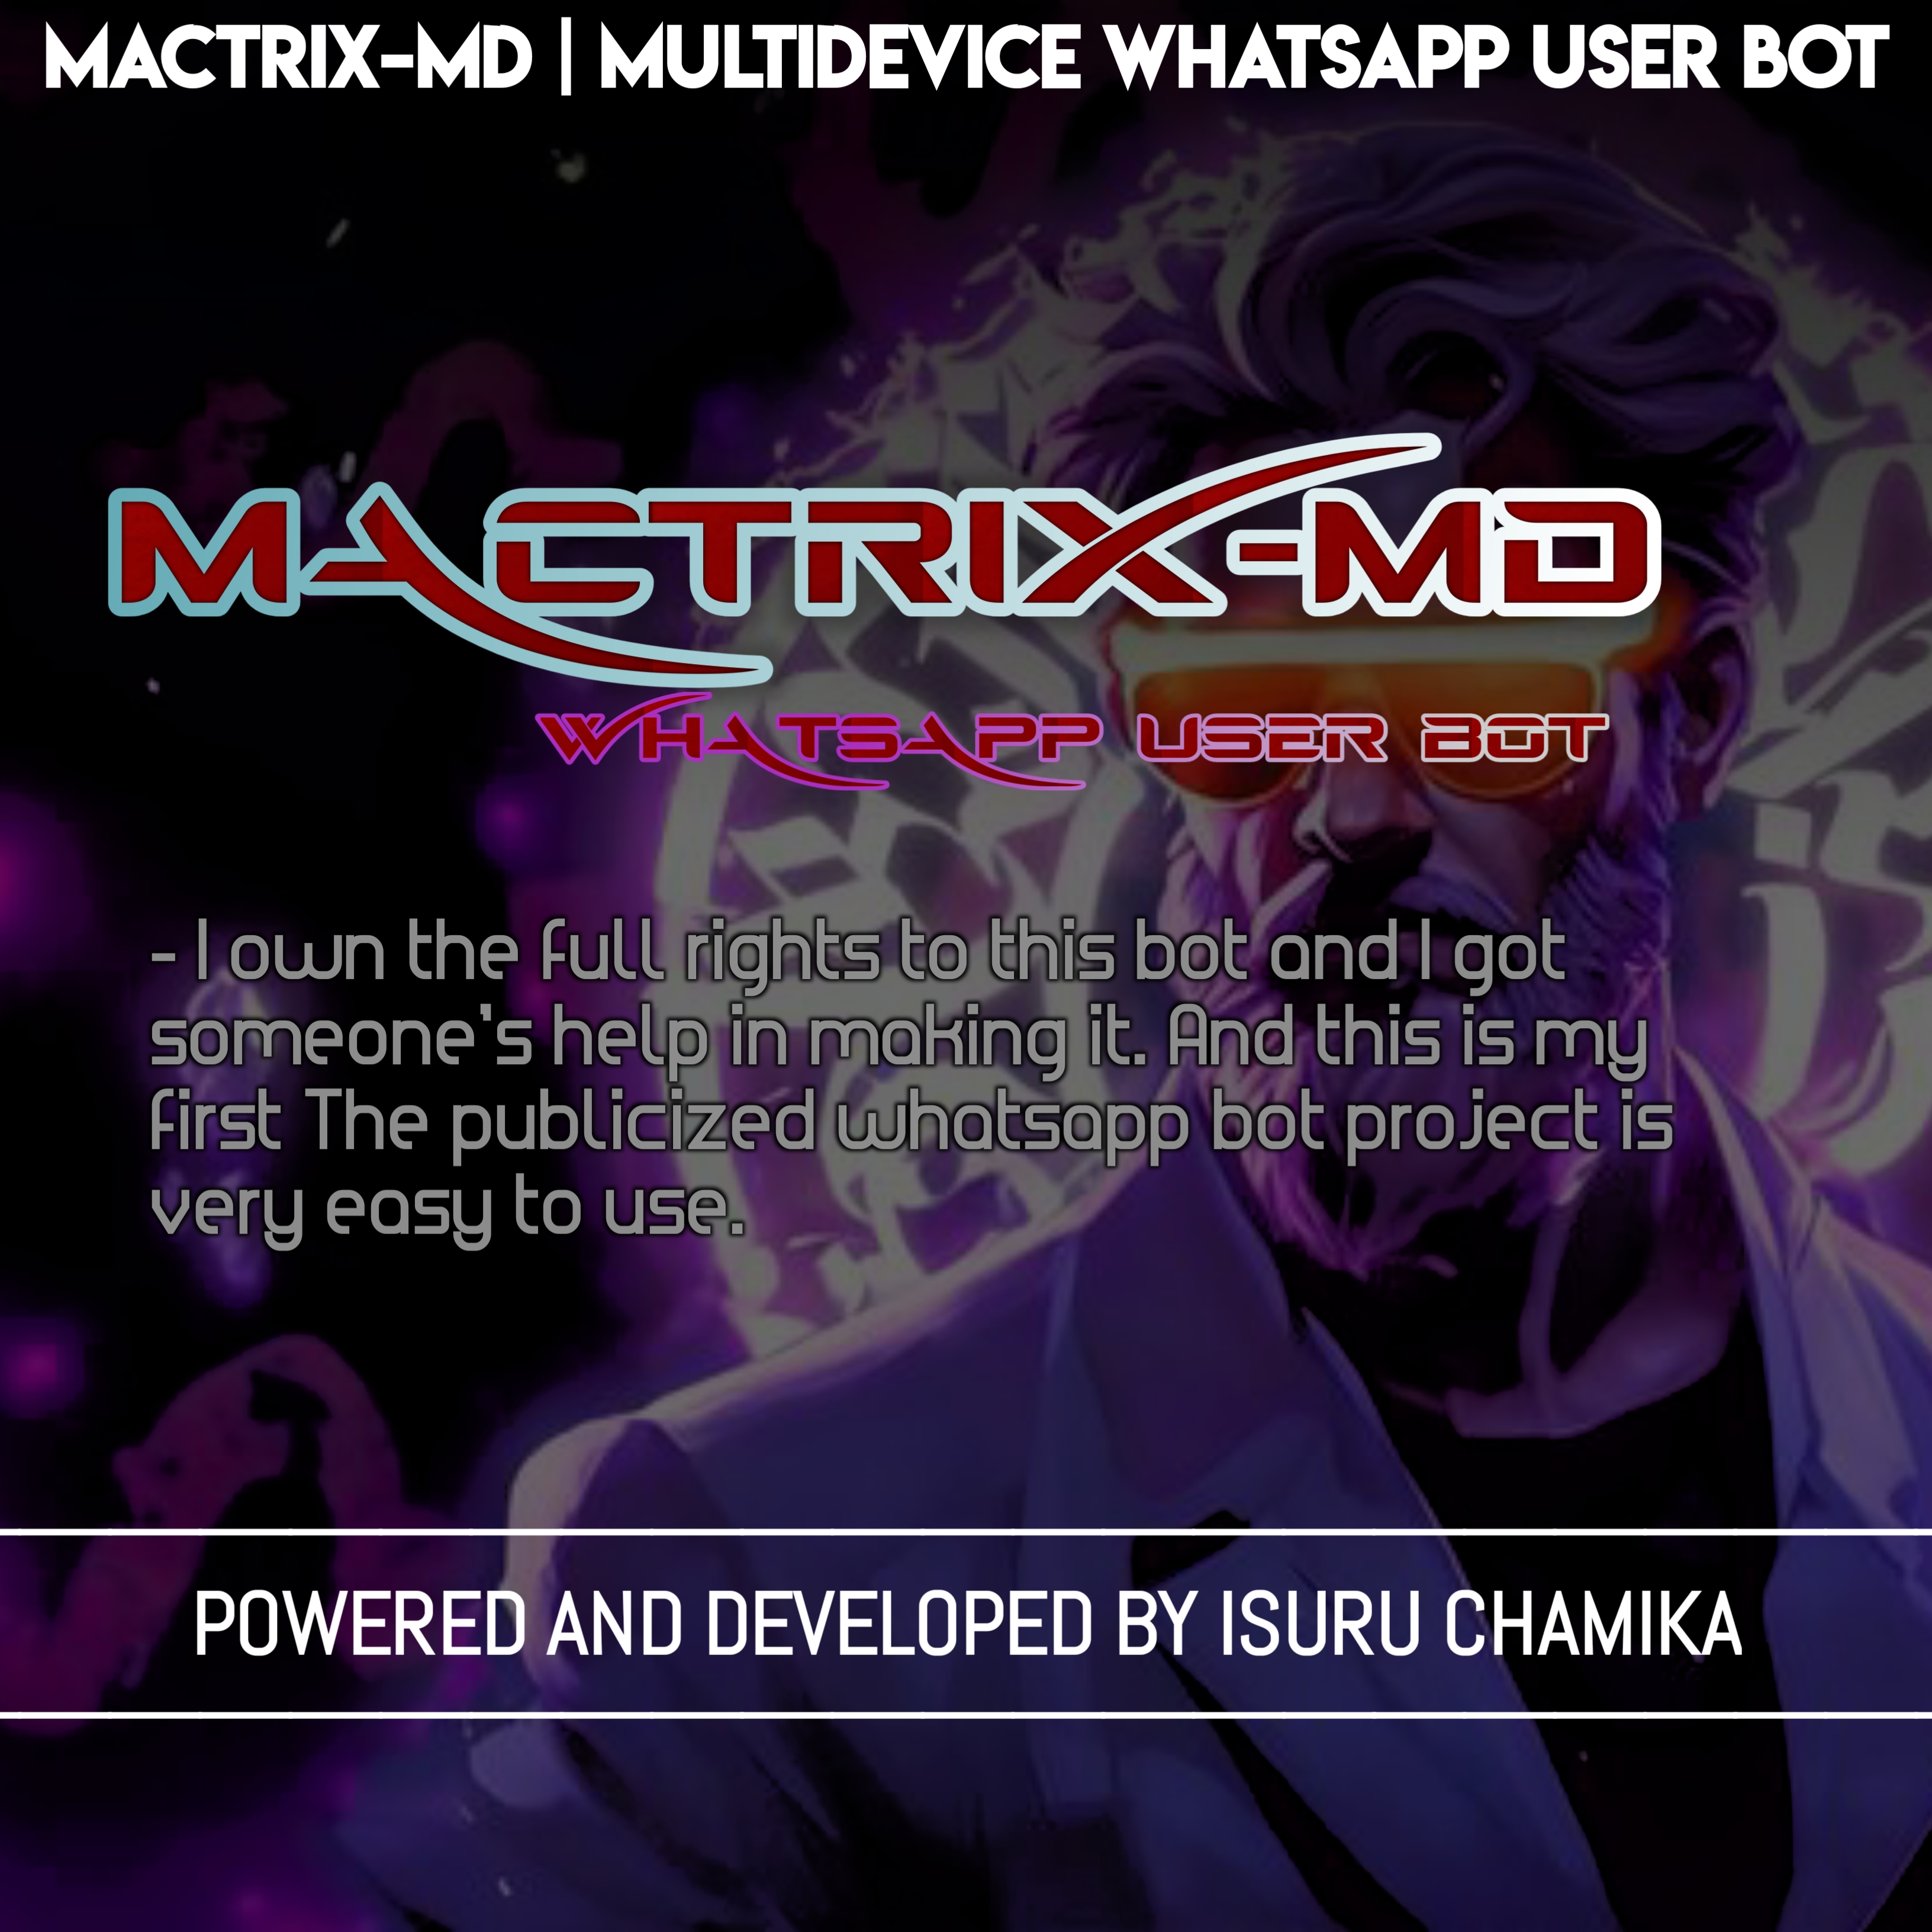 MACTRIX-MD | MULTIDEVICE WHATSAPP USER BOT
MACTRIX-MD
WHATSAPP USER BOT
- I own the full rights to this bot and I got
someone's help in making it. And this is my
first The publicized whatsapp bot project is
very easy to use.
POWERED AND DEVELOPED BY ISURU CHAMIKA